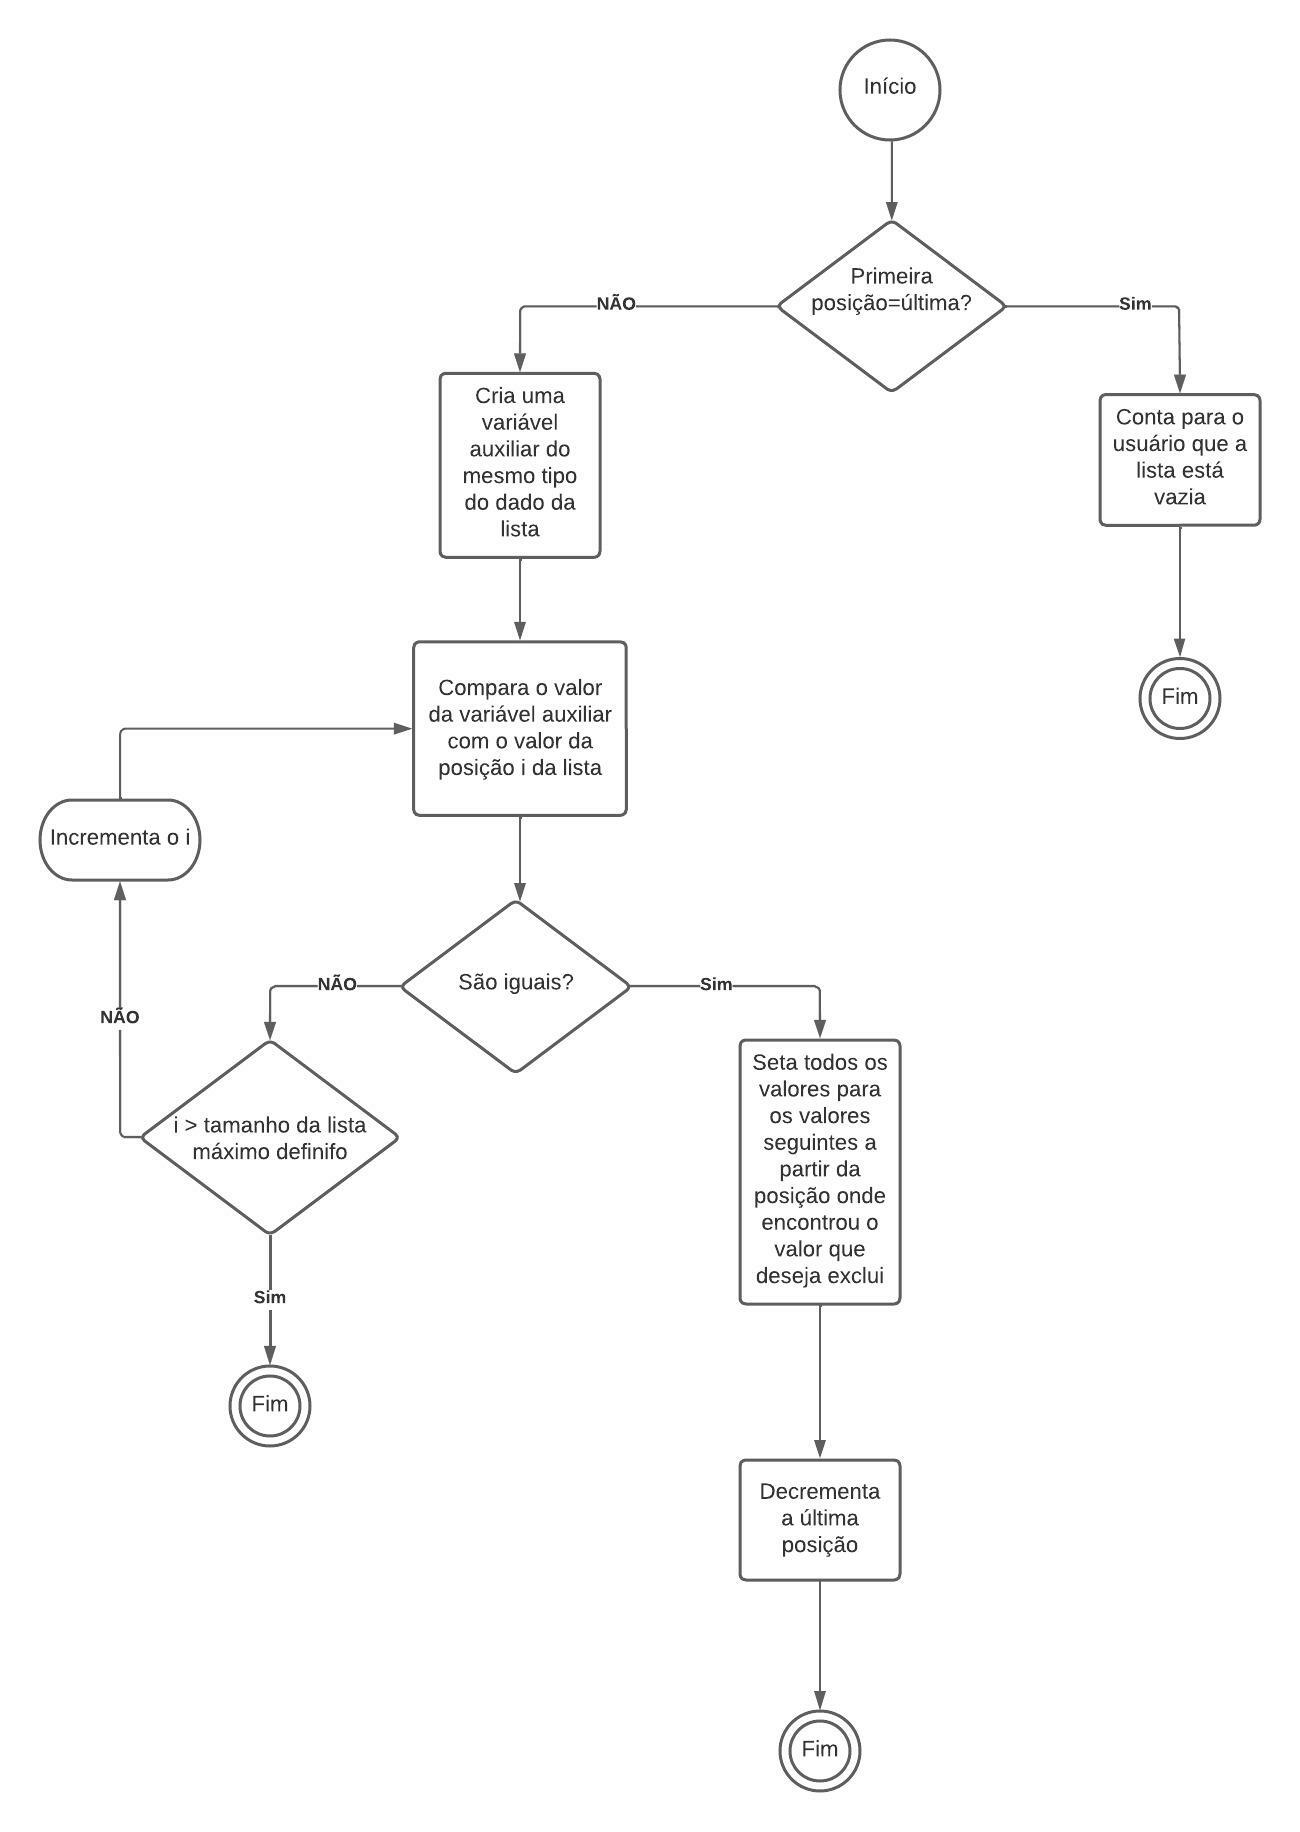 Início
Primeira
posição=última?
NÃO
Sim
Cria uma
variável
auxiliar do
mesmo tipo
do dado da
lista
Conta para o
usuário que a
lista está
vazia
Fim
Compara o valor
da variável auxiliar
com o valor da
posição i da lista
Incrementa o i
São iguais?
NÃO
Sim
NÃO
i > tamanho da lista
máximo definifo
Sim
Fim
Seta todos os
valores para
os valores
seguintes a
partir da
posição onde
encontrou o
valor que
deseja exclui
Decrementa
a última
posição
Fim